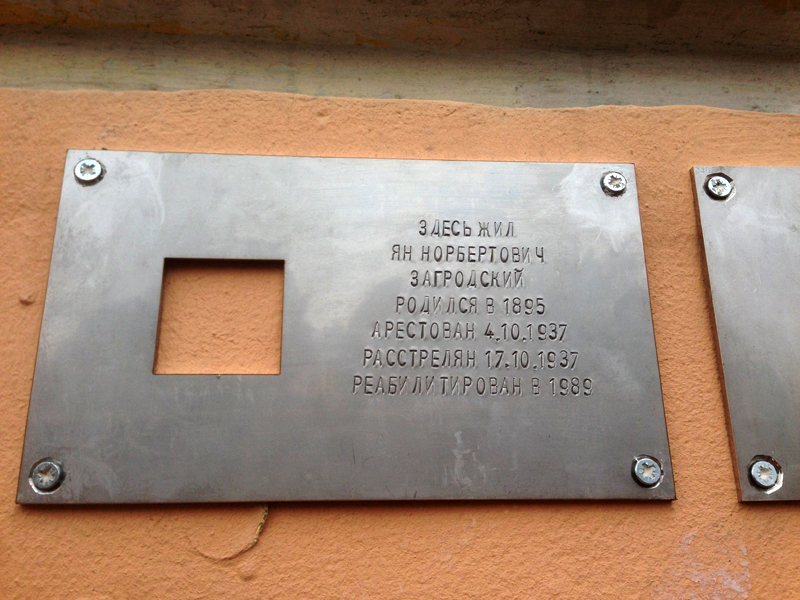 ЗДЕСЬ ЖИЛ
ЯН НОРБЕРТОВИЧ
ЗАГРОДСКИЙ
РОДИЛСЯ В 1895
АРЕСТОВАН 4.10.1937
РАССТРЕЛЯН 17.10.1937
РЕАБИЛИТИРОВАН В 1989